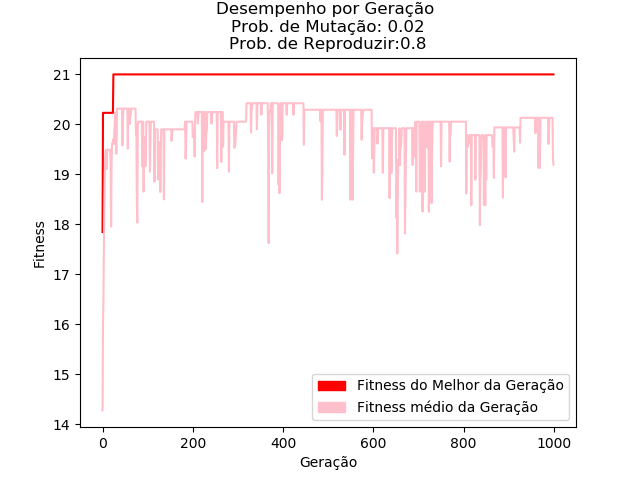 Desempenho por Geração
Prob. de Mutação: 0.02
Prob. de Reproduzir:0.8
21
20
19
18
17
16
15
14
Fitness
Fitness do Melhor da Geração
Fitness médio da Geração
0
200
400
600
800
1000
Geração